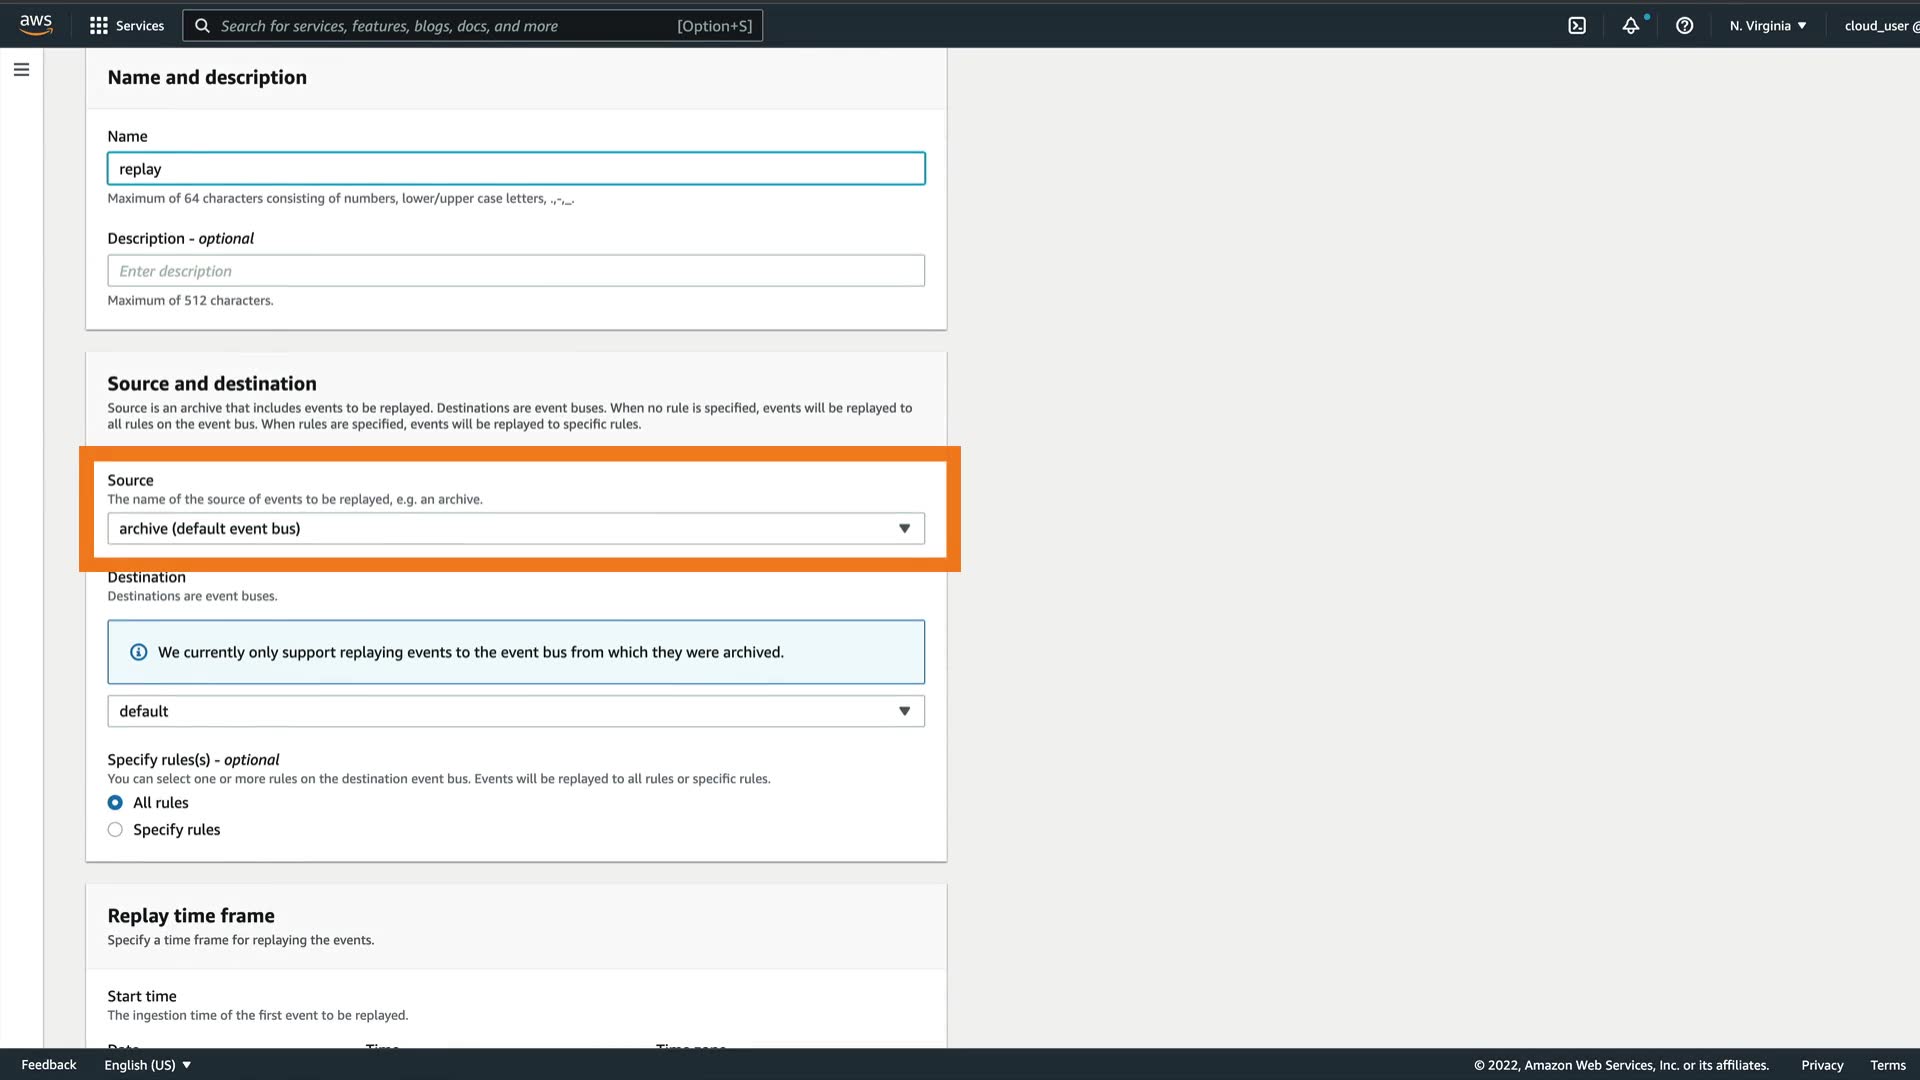 aws
Services
Search for services, features, blogs, docs, and more
[Option+S]
N. Virginia
cloud_user @
Name and description
Name
replay
Maximum of 64 characters consisting of numbers, lower/upper case letters, .,-,_.
Description - optional
Enter description
Maximum of 512 characters.
Source and destination
Source is an archive that includes events to be replayed. Destinations are event buses. When no rule is specified, events will be replayed to
all rules on the event bus. When rules are specified, events will be replayed to specific rules.
Source
The name of the source of events to be replayed, e.g. an archive.
archive (default event bus)
Destination
Destinations are event buses.
We currently only support replaying events to the event bus from which they were archived.
default
Specify rules(s) - optional
You can select one or more rules on the destination event bus. Events will be replayed to all rules or specific rules.
All rules
Specify rules
Replay time frame
Specify a time frame for replaying the events.
Start time
The ingestion time of the first event to be replayed.
Date Time Time zone
Feedback
English (US)
© 2022, Amazon Web Services, Inc. or its affiliates.
Privacy
Terms